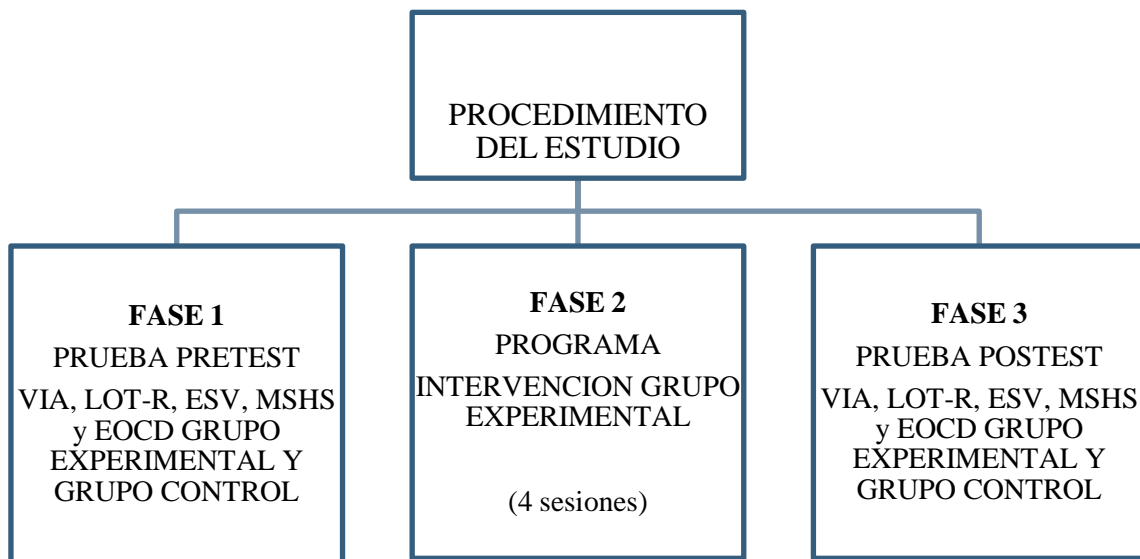 PROCEDIMIENTO
DEL ESTUDIO
FASE 1
PRUEBA PRETEST
VIA, LOT-R, ESV, MSHS
y EOCD GRUPO
EXPERIMENTAL Y
GRUPO CONTROL
FASE 2
PROGRAMA
INTERVENCION GRUPO
EXPERIMENTAL
(4 sesiones)
FASE 3
PRUEBA POSTEST
VIA, LOT-R, ESV, MSHS
y EOCD GRUPO
EXPERIMENTAL Y
GRUPO CONTROL